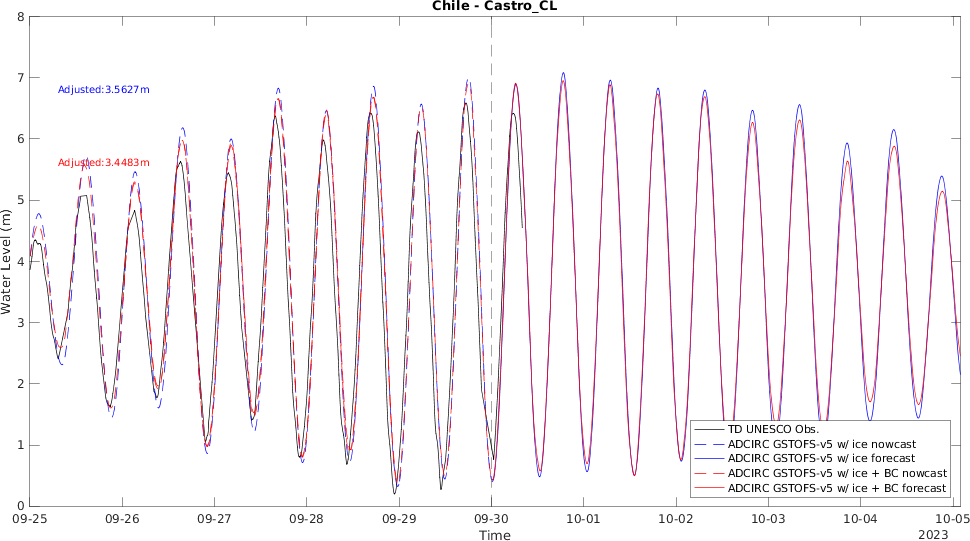 Chile - Castro_CL
8
7
6
5
4
3
2
1
0
Water Level (m)
Adjusted:3.5627m
Adjusted:3.4483m
TD UNESCO Obs.
ADCIRC GSTOFS-v5 w/ ice nowcast
ADCIRC GSTOFS-v5 w/ ice forecast
ADCIRC GSTOFS-v5 w/ ice + BC nowcast
ADCIRC GSTOFS-v5 w/ ice + BC forecast
09-25 09-26 09-27 09-28 09-29 09-30 10-01 10-02 10-03 10-04 10-05
Time
2023